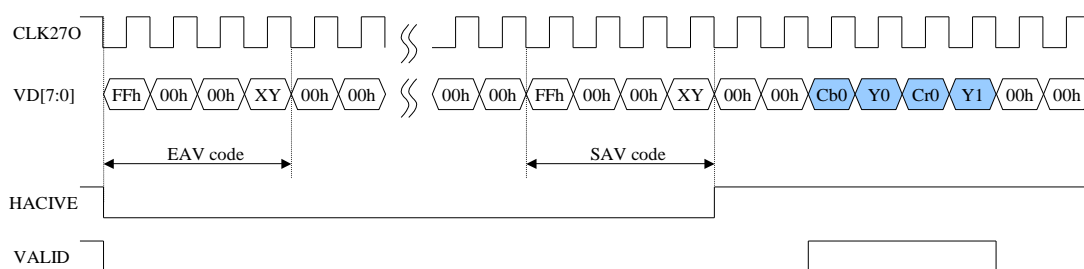 CLK27O
VD[7:0] FFh 00h 00h XY 00h 00h 00h 00h FFh 00h 00h XY 00h 00h Cb0 Y0 Cr0 Y1 00h 00h
EAV code SAV code
HACIVE
VALID